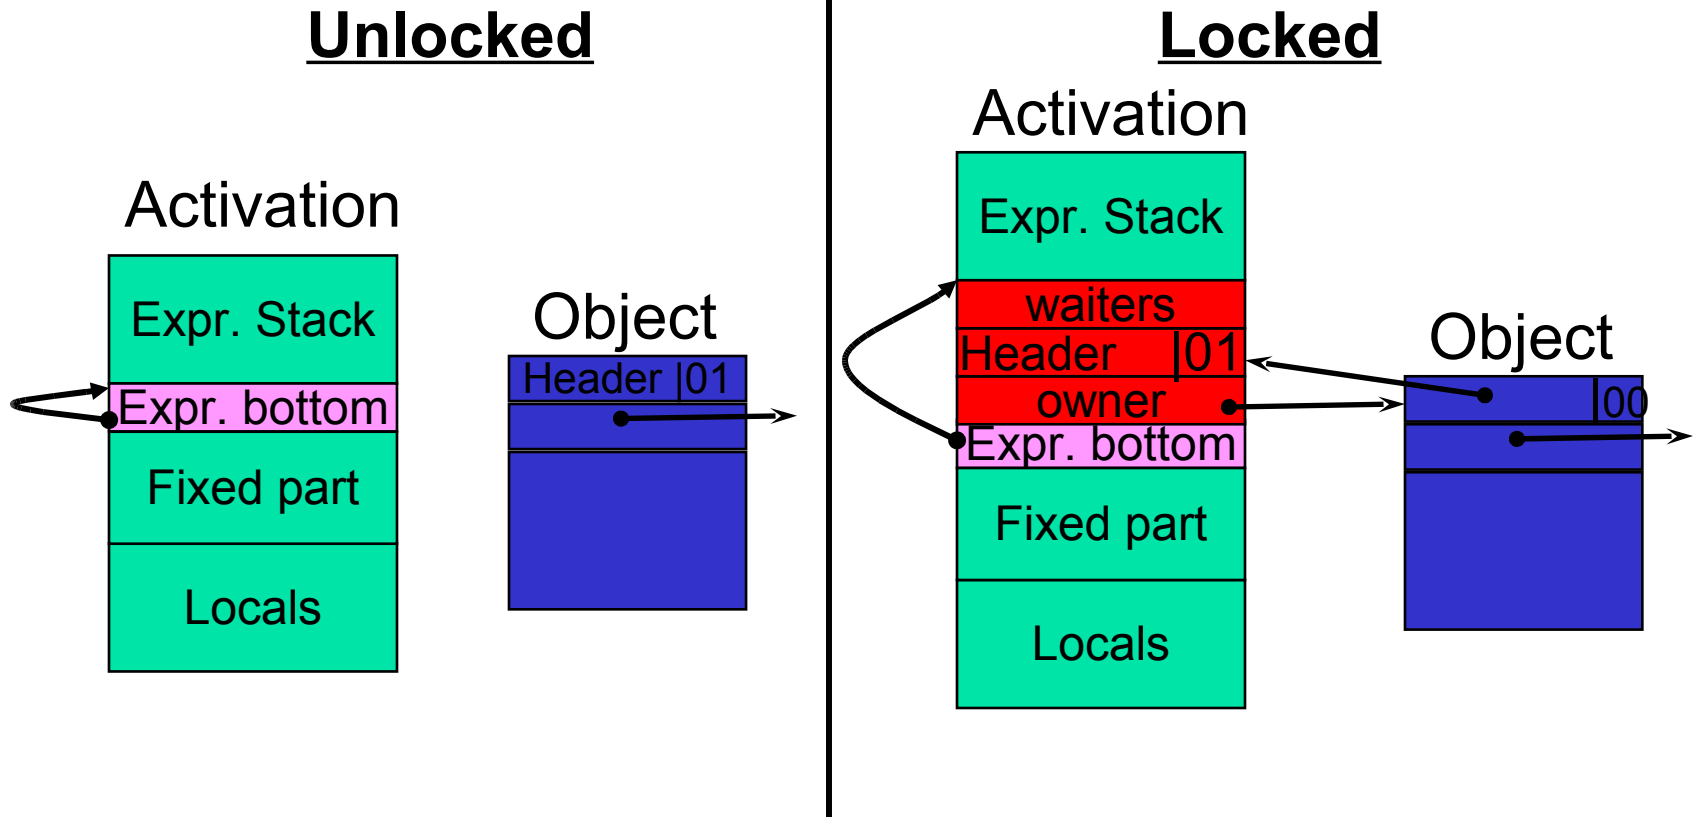 Unlocked
Activation
Expr. Stack
Expr. bottom
Fixed part
Locals
Object
Header |01
Locked
Activation
Expr. Stack
waiters
Header |01
owner
Expr. bottom
Fixed part
Locals
Object
|00